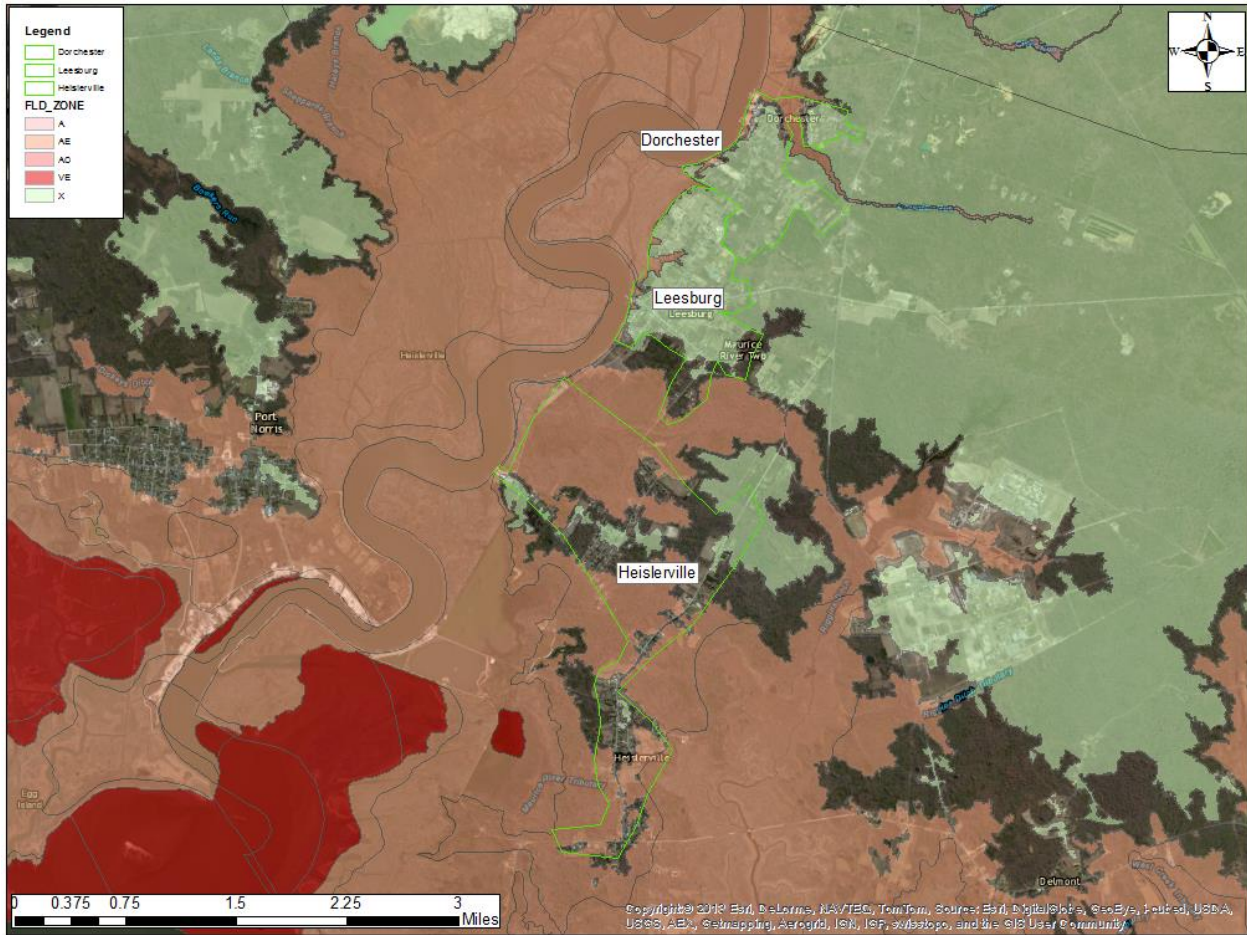 Legend
Dorchester
Leesburg
Heislerville
FLD_ZONE
A
AE
AO
VE
X
N
W E
S
Dorchester
Dorchester
Leesburg
Leesburg
Maurice
River Two
Heislerville
Port
Norris
Heislerville
Heislerville
Egg
Island
Delmont
0 0.375 0.75 1.5 2.25 3
Miles
Copyright:© 2013 Esri, DeLorme, NAVTEQ, TomTom, Source: Esri, DigitalGlobe, GeoEye, i-cubed, USDA,
USGS, AEX, Getmapping, Aerogrid, IGN, IGP, swisstopo, and the GIS User Community